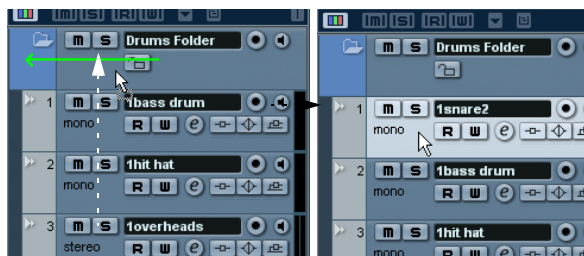 M S R W
M S Drums Folder
1 M S 1bass drum
mono R W e
2 M S 1hit hat
mono R W e
3 M S 1overheads
stereo R W e
M S R W
M S Drums Folder
1 M S 1snare2
mono R W e
2 M S 1bass drum
mono R W e
3 M S 1hit hat
mono R W e